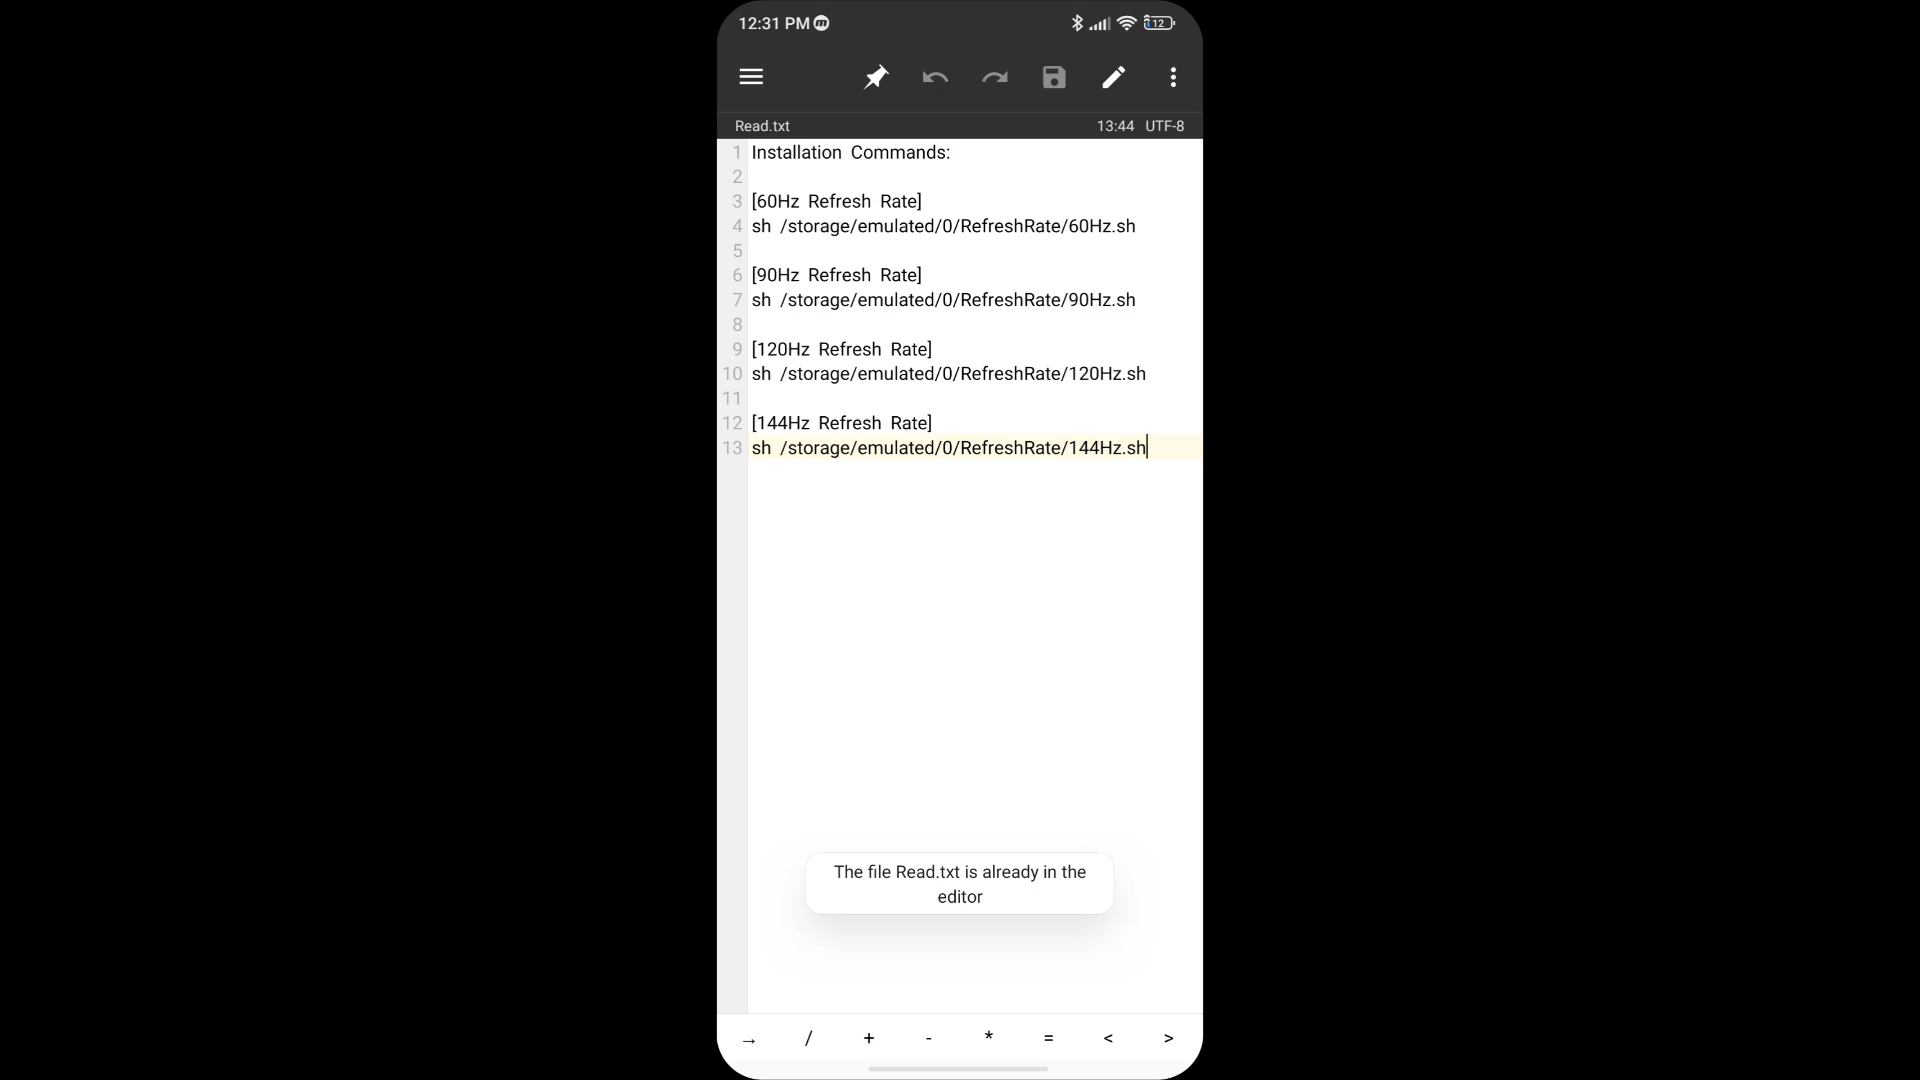 12:31 PM
12
Read.txt 13:44 UTF-8
1 Installation Commands:
2
3 [60Hz Refresh Rate]
4 sh /storage/emulated/0/RefreshRate/60Hz.sh
5
6 [90Hz Refresh Rate]
7 sh /storage/emulated/0/RefreshRate/90Hz.sh
8
9 [120Hz Refresh Rate]
10 sh /storage/emulated/0/RefreshRate/120Hz.sh
11
12 [144Hz Refresh Rate]
13 sh /storage/emulated/0/RefreshRate/144Hz.sh
The file Read.txt is already in the
editor
→ / + - * = < >